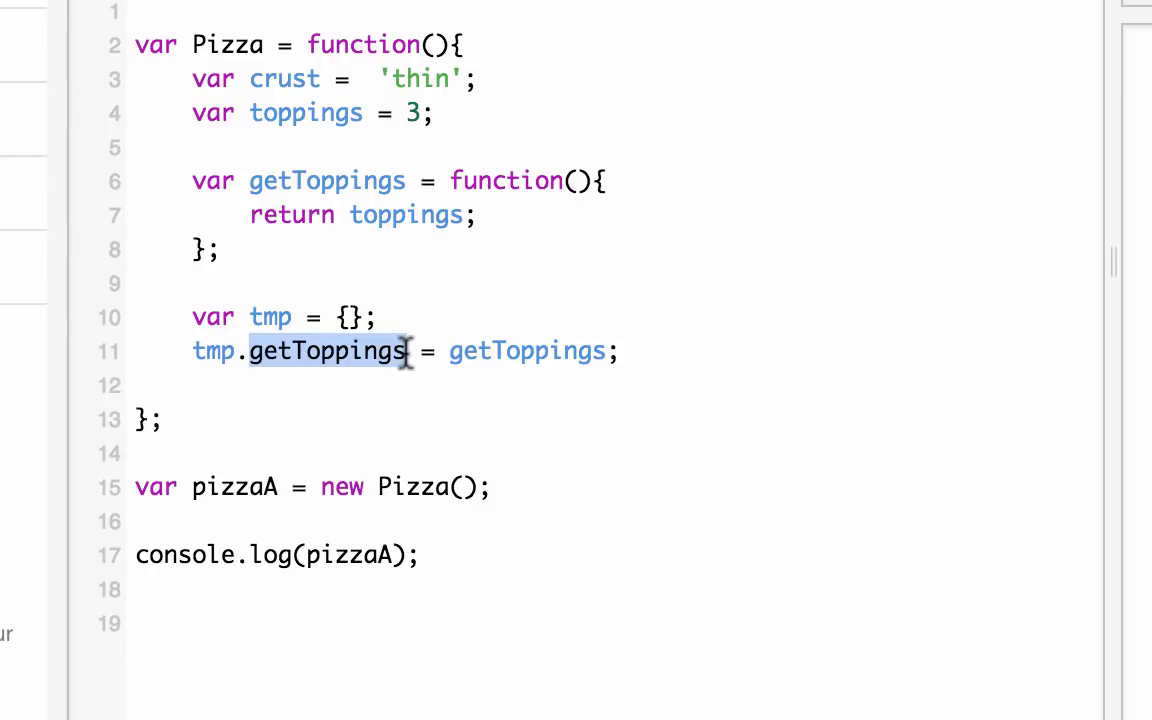 1
2 var Pizza = function(){
3 var crust =  'thin';
4 var toppings = 3;
5
6 var getToppings = function(){
7 return toppings;
8 };
9
10 var tmp = {};
11 tmp.getToppings = getToppings;
12
13 };
14
15 var pizzaA = new Pizza();
16
17 console.log(pizzaA);
18
19
ur